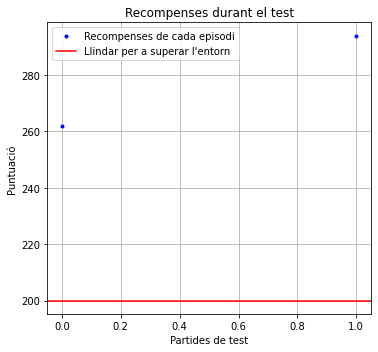 Recompenses durant el test
Recompenses de cada episodi
Llindar per a superar l'entorn
Puntuació
280
260
240
220
200
0.0 0.2 0.4 0.6 0.8 1.0
Partides de test